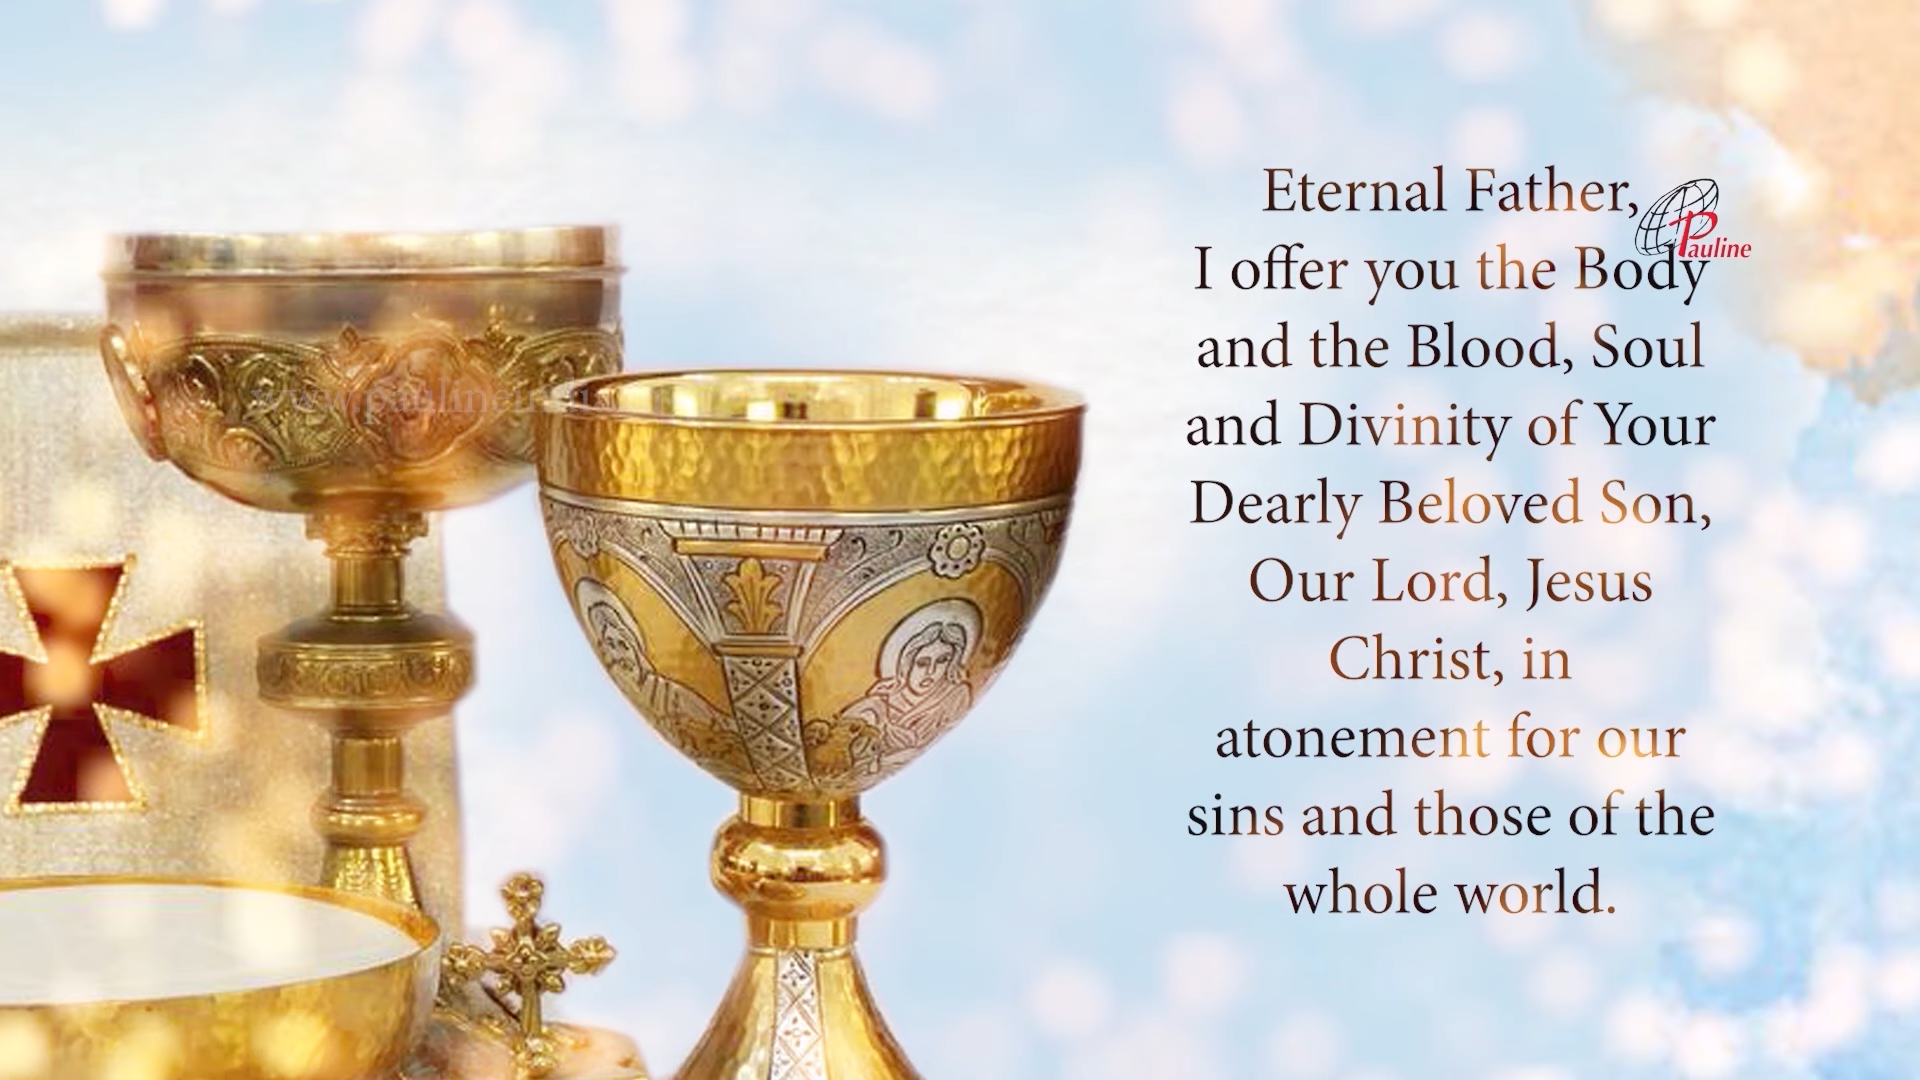 Eternal Father,
Pauline
I offer you the Body
and the Blood, Soul
and Divinity of Your
Dearly Beloved Son,
Our Lord, Jesus
Christ, in
atonement for our
sins and those of the
whole world.